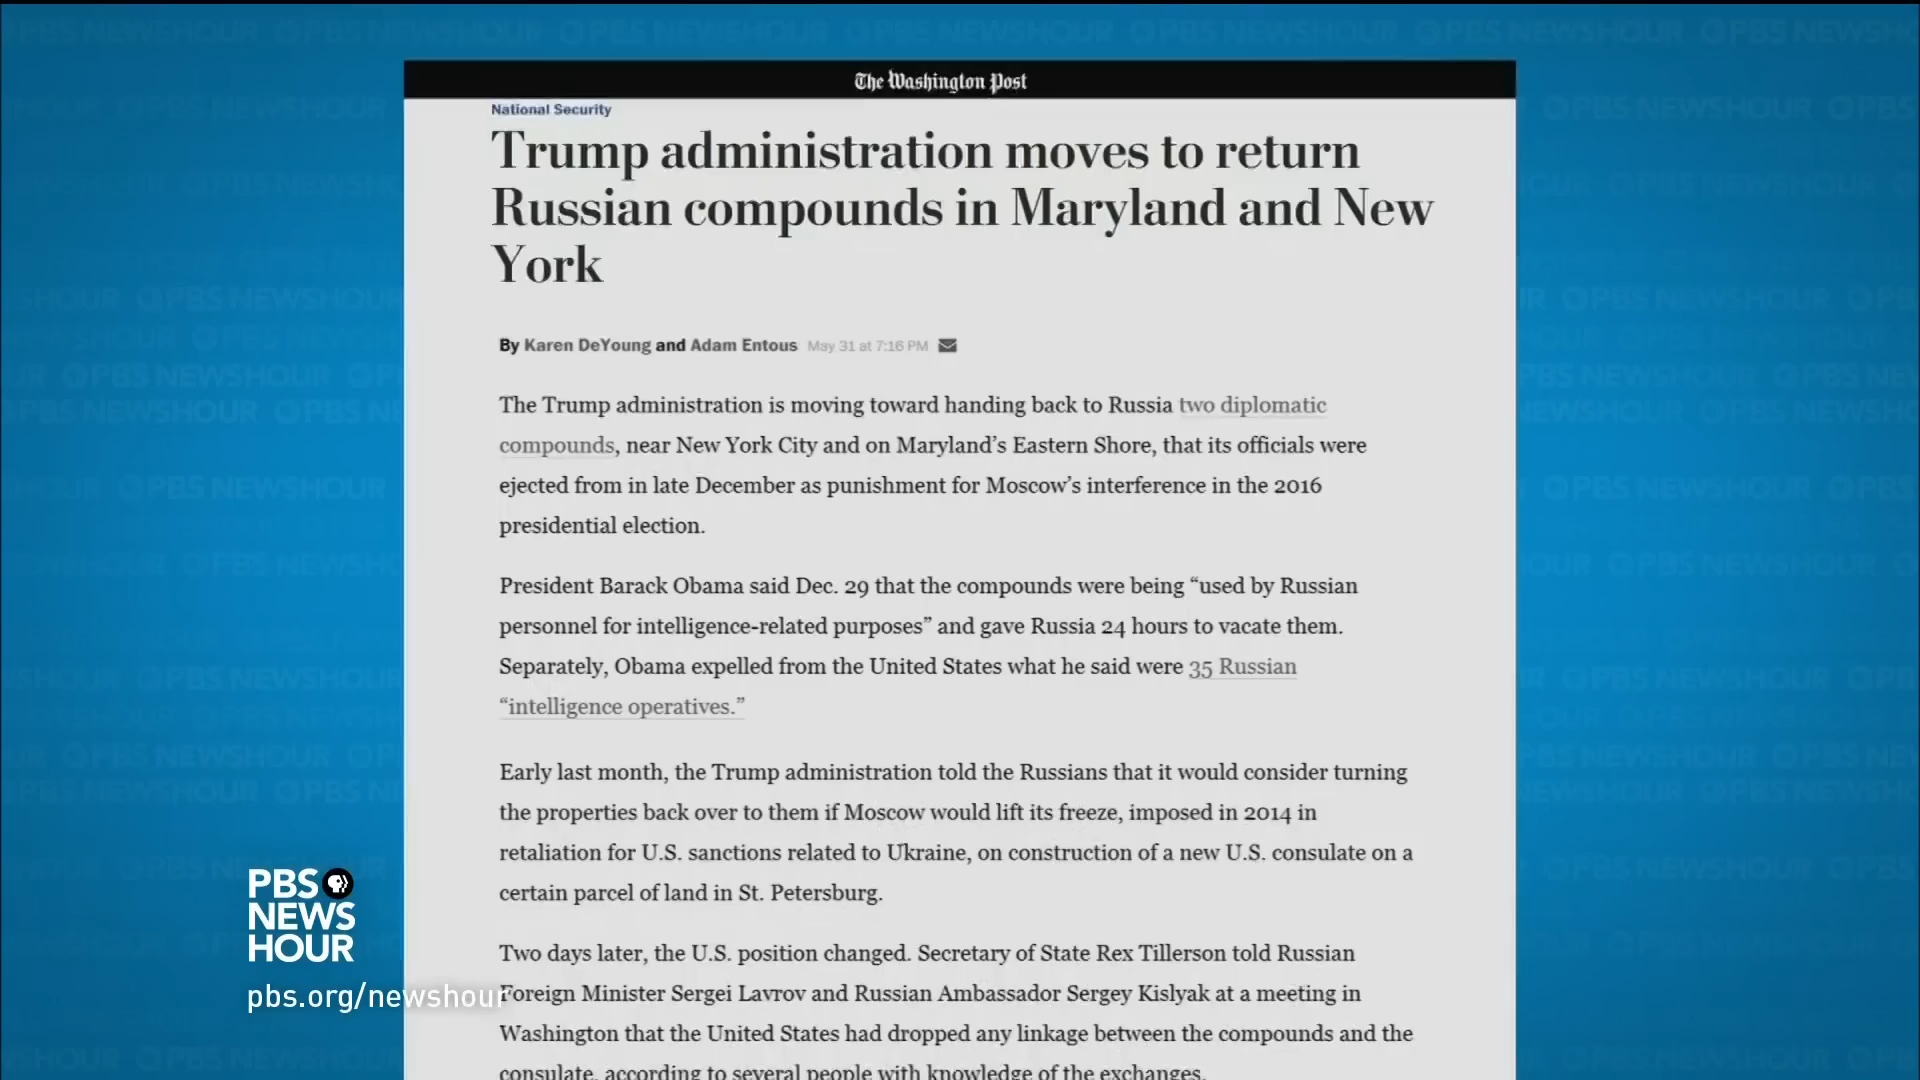 The Washington Post
National Security
Trump administration moves to return
Russian compounds in Maryland and New
York
By Karen DeYoung and Adam Entous May 31 at 7:16 PM
The Trump administration is moving toward handing back to Russia two diplomatic
compounds, near New York City and on Maryland’s Eastern Shore, that its officials were
ejected from in late December as punishment for Moscow’s interference in the 2016
presidential election.
President Barack Obama said Dec. 29 that the compounds were being “used by Russian
personnel for intelligence-related purposes” and gave Russia 24 hours to vacate them.
Separately, Obama expelled from the United States what he said were 35 Russian
“intelligence operatives.”
Early last month, the Trump administration told the Russians that it would consider turning
the properties back over to them if Moscow would lift its freeze, imposed in 2014 in
retaliation for U.S. sanctions related to Ukraine, on construction of a new U.S. consulate on a
certain parcel of land in St. Petersburg.
Two days later, the U.S. position changed. Secretary of State Rex Tillerson told Russian
Foreign Minister Sergei Lavrov and Russian Ambassador Sergey Kislyak at a meeting in
Washington that the United States had dropped any linkage between the compounds and the
consulate, according to several people with knowledge of the exchanges.
PBS
NEWS
HOUR
pbs.org/newshour